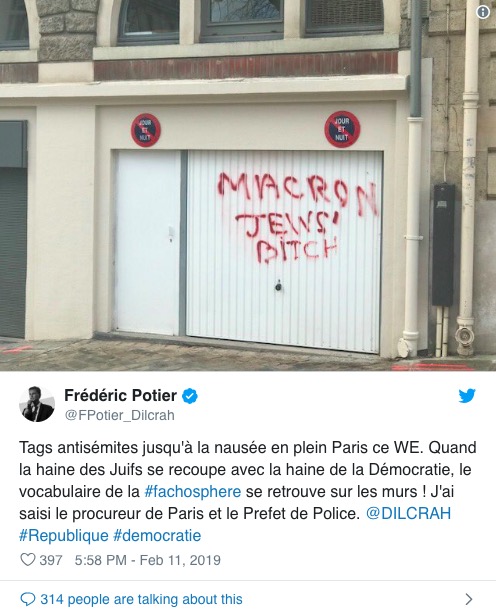 JOUR
ET
NUIT
JOUR
ET
NUIT
MACRON
JEWS'
BITCH
Frédéric Potier
@FPotier_Dilcrah
Tags antisémites jusqu'à la nausée en plein Paris ce WE. Quand
la haine des Juifs se recoupe avec la haine de la Démocratie, le
vocabulaire de la #fachosphere se retrouve sur les murs ! J'ai
saisi le procureur de Paris et le Prefet de Police. @DILCRAH
#Republique #democratie
397 5:58 PM - Feb 11, 2019
314 people are talking about this